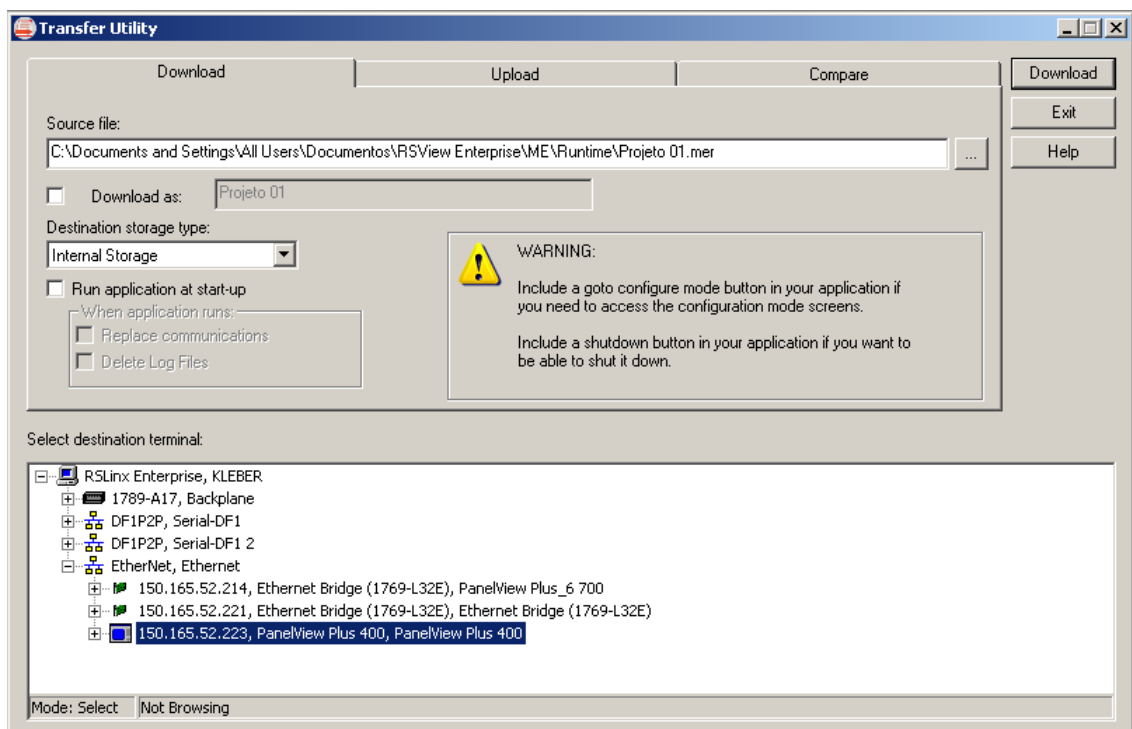 Transfer Utility
Download
Upload
Compare
Download
Exit
Help
Source file:
C:\Documents and Settings\All Users\Documentos\RSView Enterprise\ME\Runtime\Projeto 01.mer
...
Download as:
Projeto 01
Destination storage type:
Internal Storage
Run application at start-up
When application runs:
Replace communications
Delete Log Files
WARNING:
Include a goto configure mode button in your application if
you need to access the configuration mode screens.
Include a shutdown button in your application if you want to
be able to shut it down.
Select destination terminal:
RSLinx Enterprise, KLEBER
1789-A17, Backplane
DF1P2P, Serial-DF1
DF1P2P, Serial-DF1 2
EtherNet, Ethernet
150.165.52.214, Ethernet Bridge (1769-L32E), PanelView Plus_6 700
150.165.52.221, Ethernet Bridge (1769-L32E), Ethernet Bridge (1769-L32E)
150.165.52.223, PanelView Plus 400, PanelView Plus 400
Mode: Select
Not Browsing